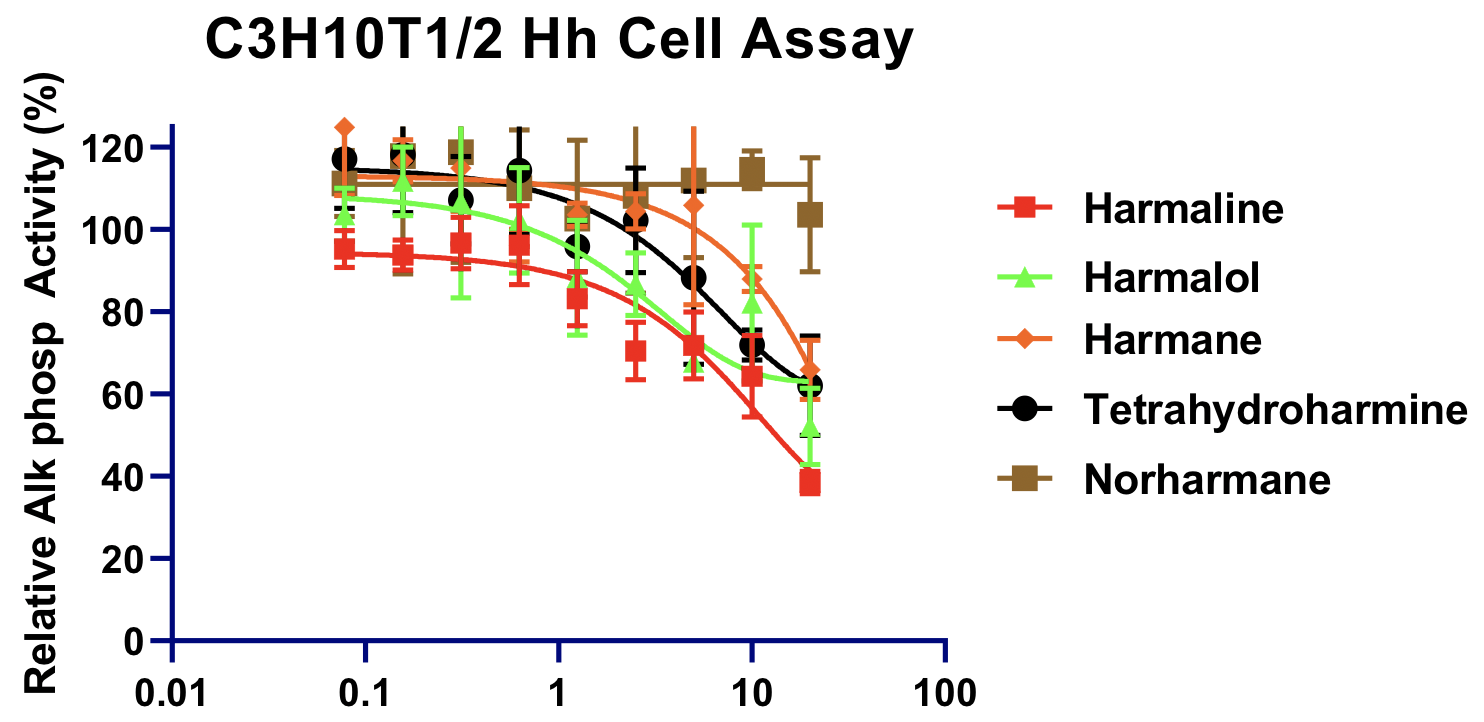 C3H10T1/2 Hh Cell Assay
Relative Alk phosp Activity (%)
120
100
80
60
40
20
0
0.01 0.1 1 10 100
Harmaline
Harmalol
Harmane
Tetrahydroharmine
Norharmane